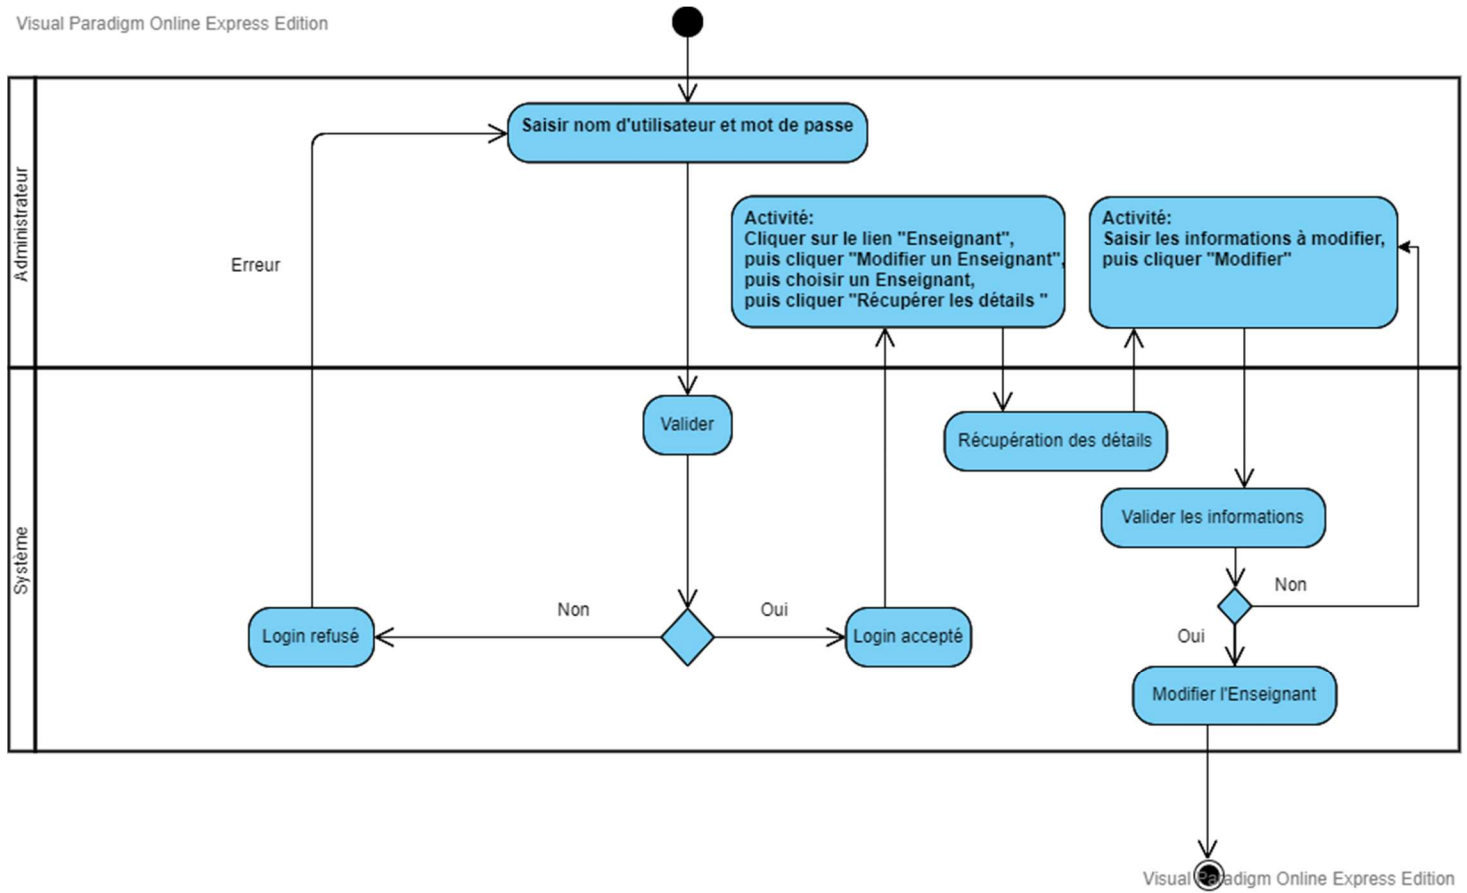 Visual Paradigm Online Express Edition
Administrateur
Saisir nom d'utilisateur et mot de passe
Activité:
Cliquer sur le lien "Enseignant",
puis cliquer "Modifier un Enseignant",
puis choisir un Enseignant,
puis cliquer "Récupérer les détails "
Activité:
Saisir les informations à modifier,
puis cliquer "Modifier"
Erreur
Système
Valider
Récupération des détails
Valider les informations
Non
Non
Oui
Login refusé
Login accepté
Oui
Modifier l'Enseignant
Visual Paradigm Online Express Edition